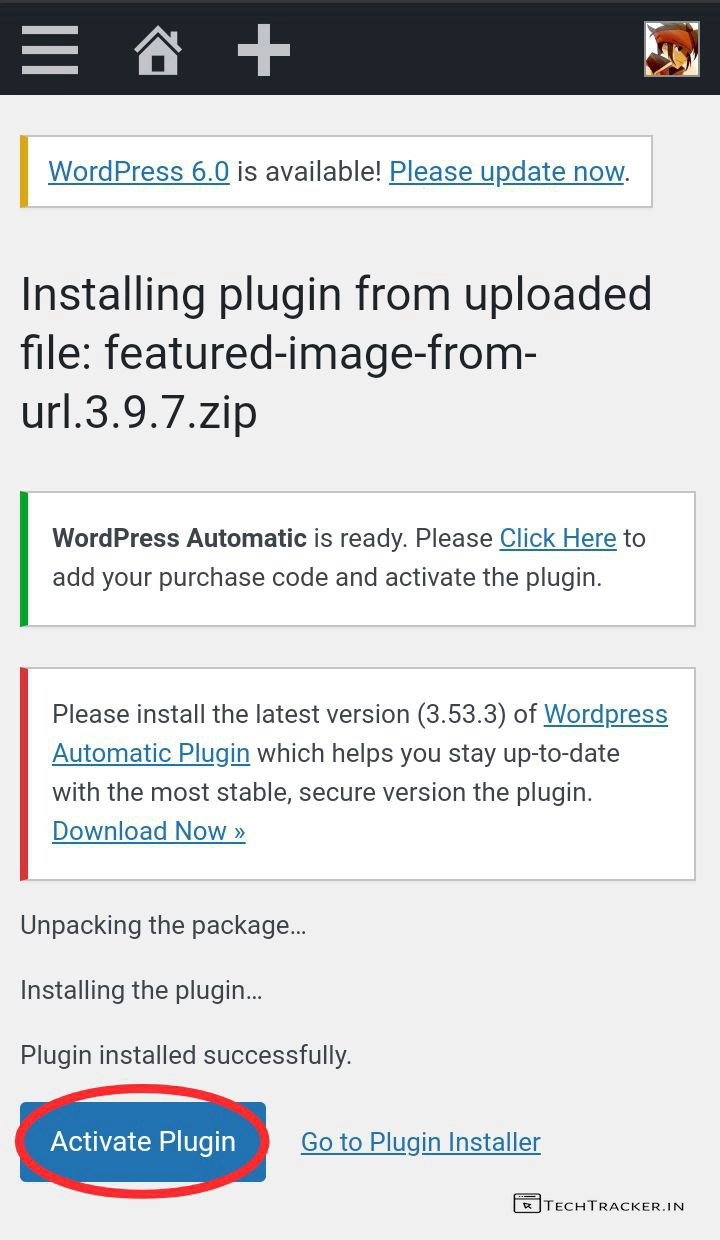 WordPress 6.0 is available! Please update now.
Installing plugin from uploaded
file: featured-image-from-
url.3.9.7.zip
WordPress Automatic is ready. Please Click Here to
add your purchase code and activate the plugin.
Please install the latest version (3.53.3) of Wordpress
Automatic Plugin which helps you stay up-to-date
with the most stable, secure version the plugin.
Download Now »
Unpacking the package…
Installing the plugin…
Plugin installed successfully.
Activate Plugin Go to Plugin Installer
TECHTRACKER.IN